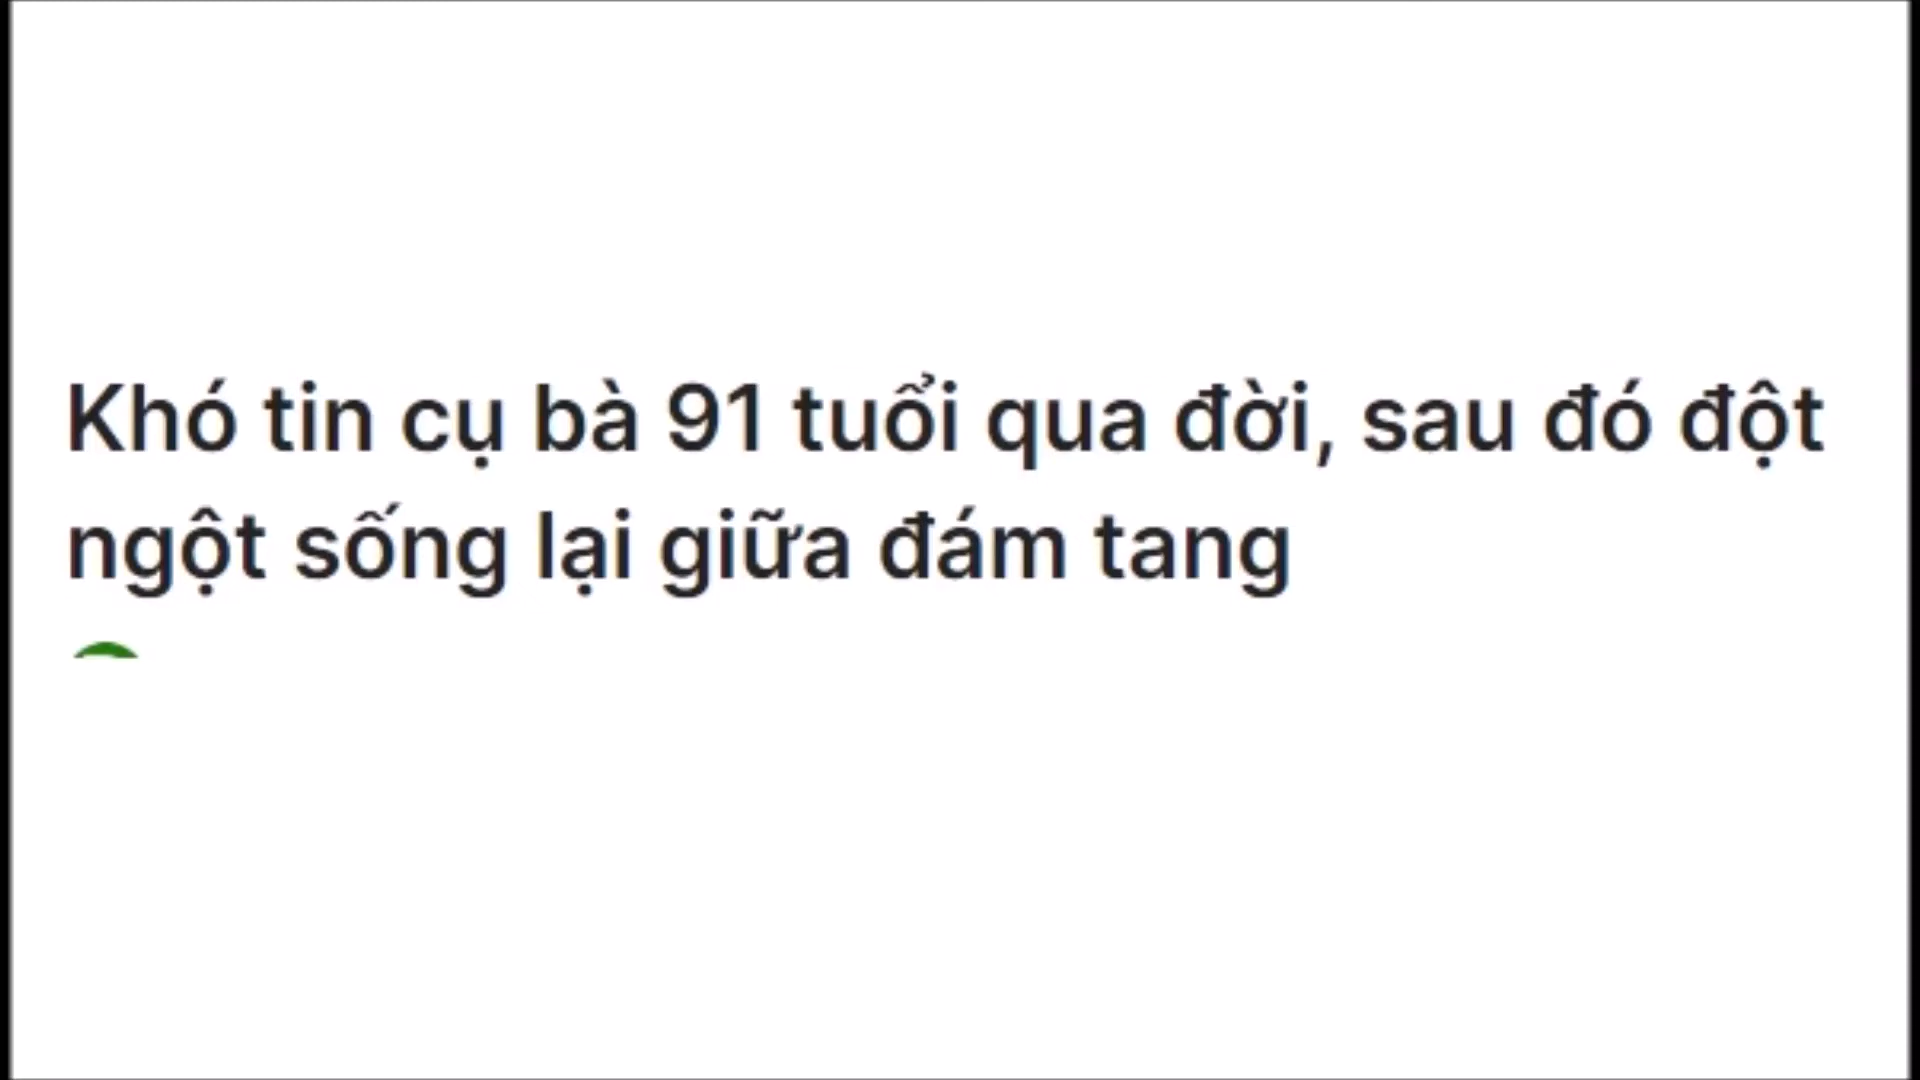 Khó tin cụ bà 91 tuổi qua đời, sau đó đột
ngột sống lại giữa đám tang